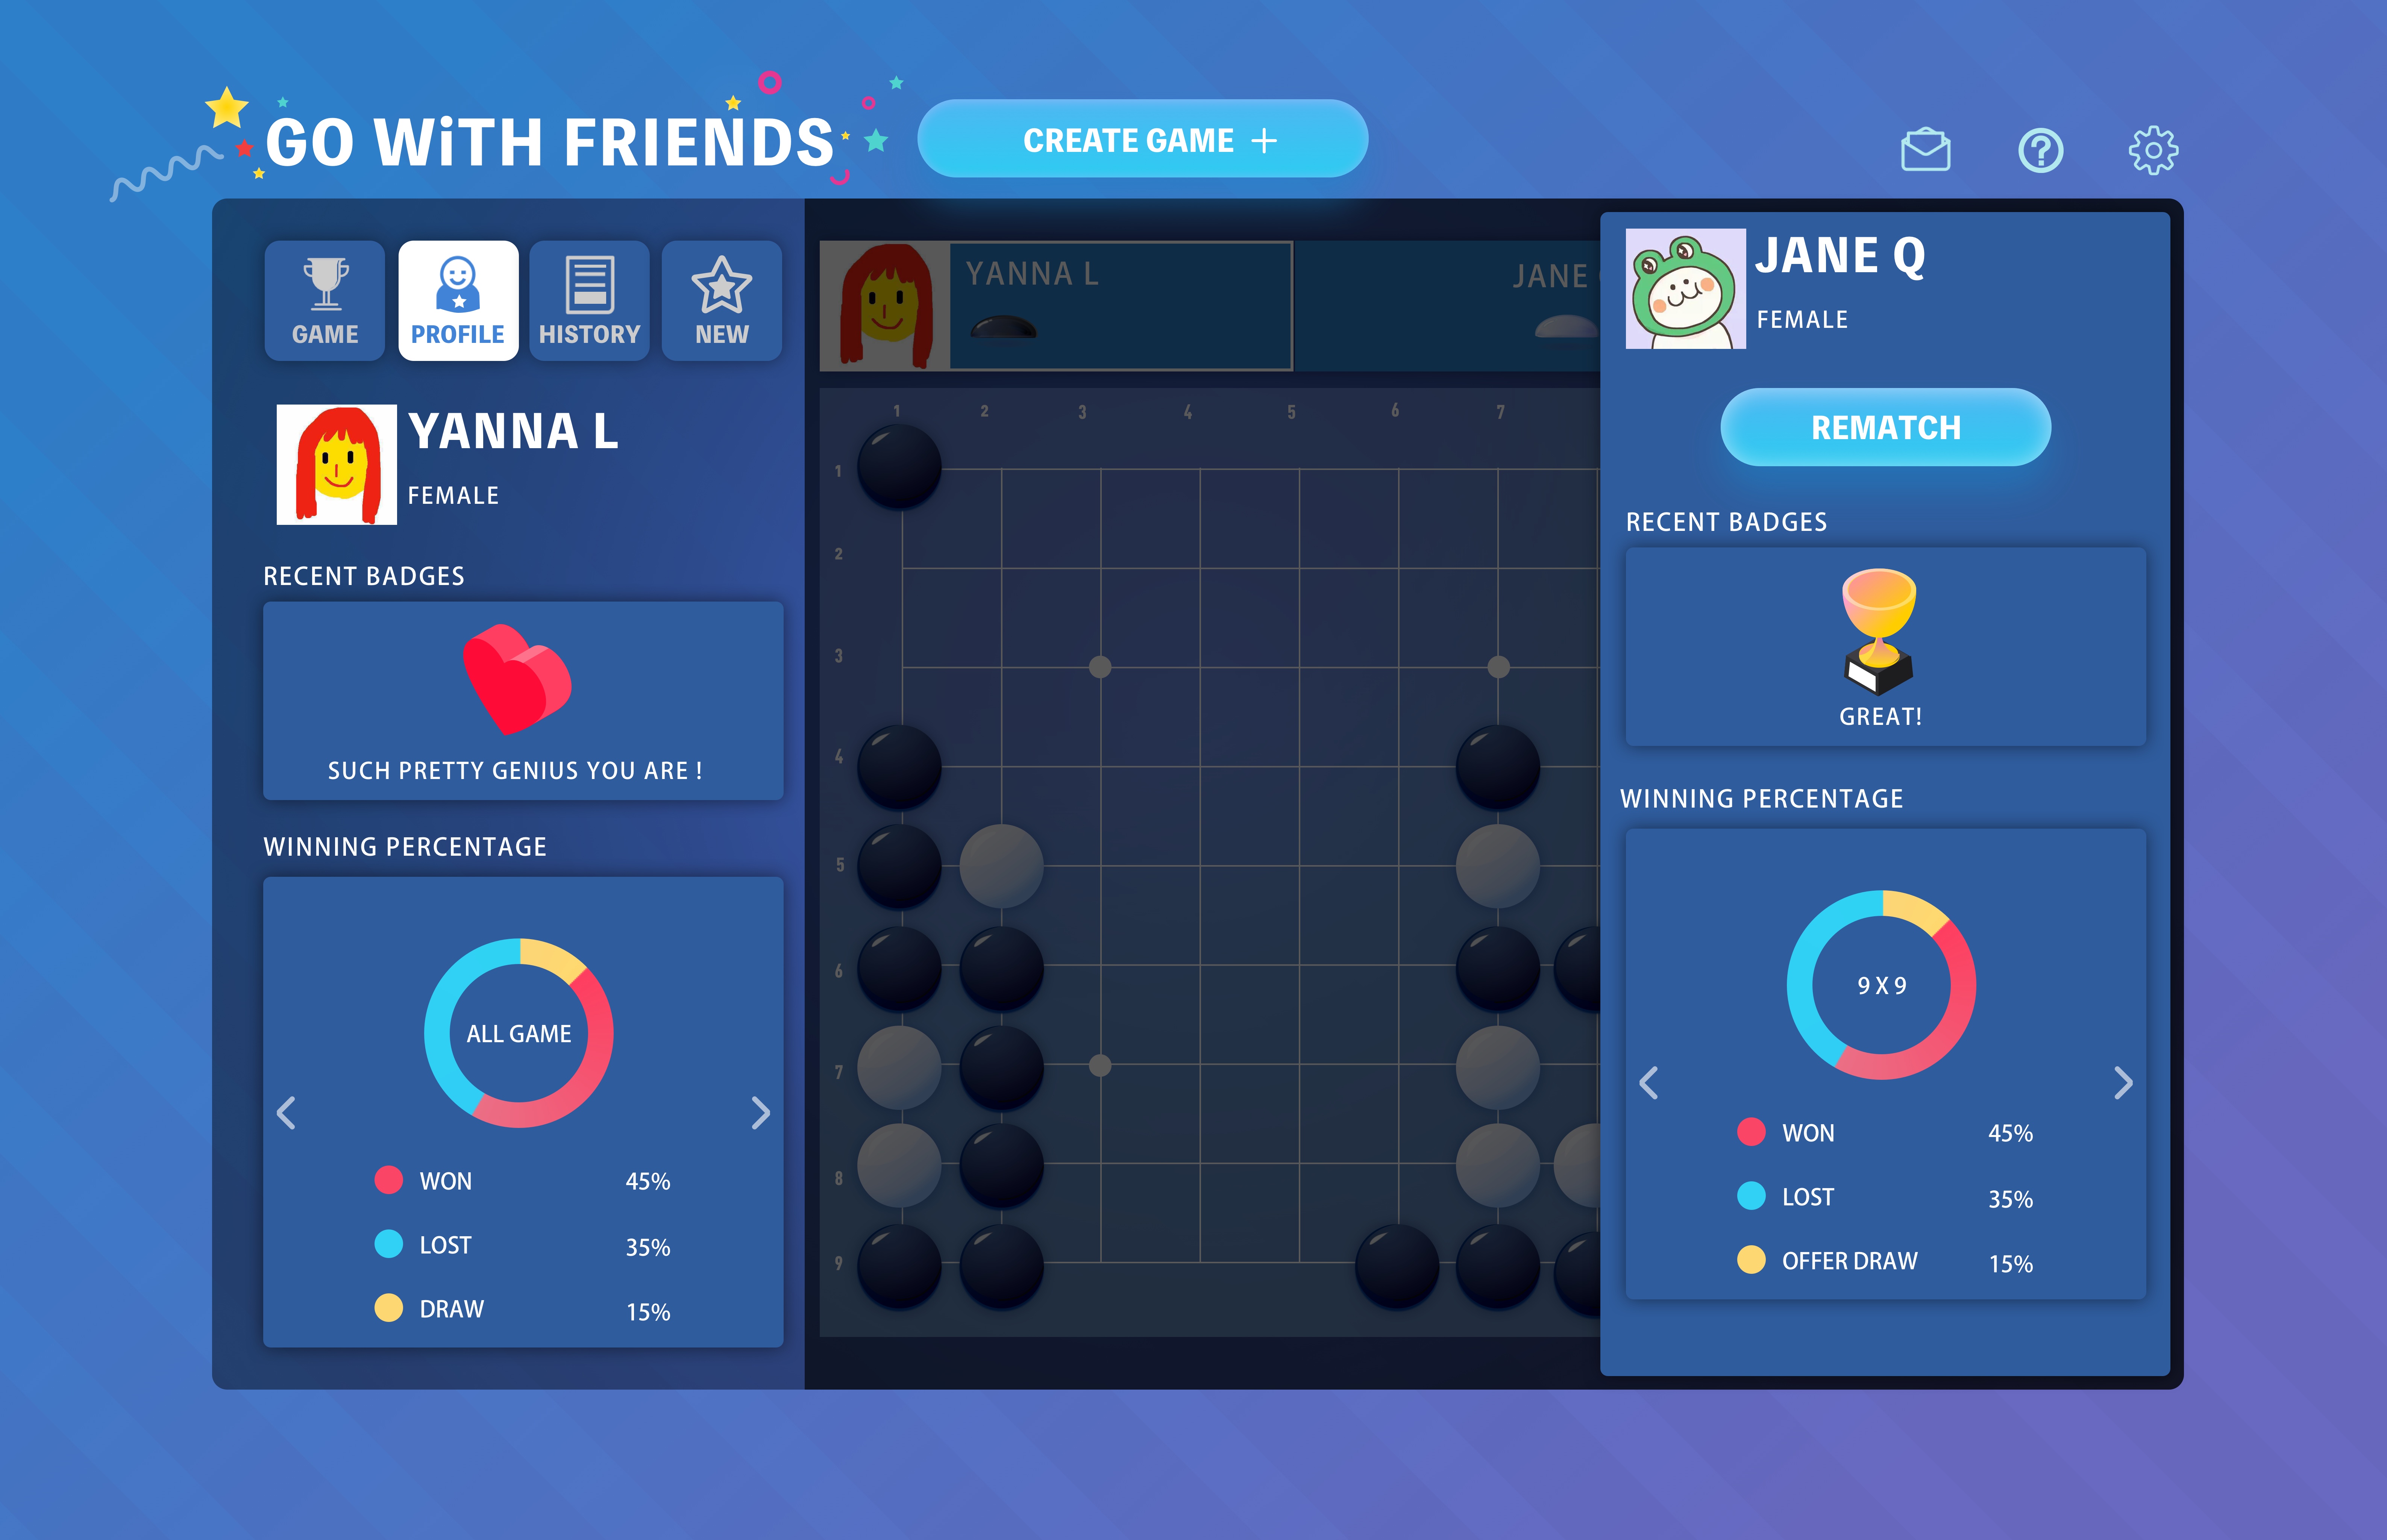 GO WiTH FRIENDS
CREATE GAME +
GAME
PROFILE
HISTORY
NEW
YANNA L
FEMALE
RECENT BADGES
SUCH PRETTY GENIUS YOU ARE !
WINNING PERCENTAGE
ALL GAME
WON 45%
LOST 35%
DRAW 15%
YANNA L
JANE
1 2 3 4 5 6 7
1
2
3
4
5
6
7
8
9
JANE Q
FEMALE
REMATCH
RECENT BADGES
GREAT!
WINNING PERCENTAGE
9 X 9
WON 45%
LOST 35%
OFFER DRAW 15%